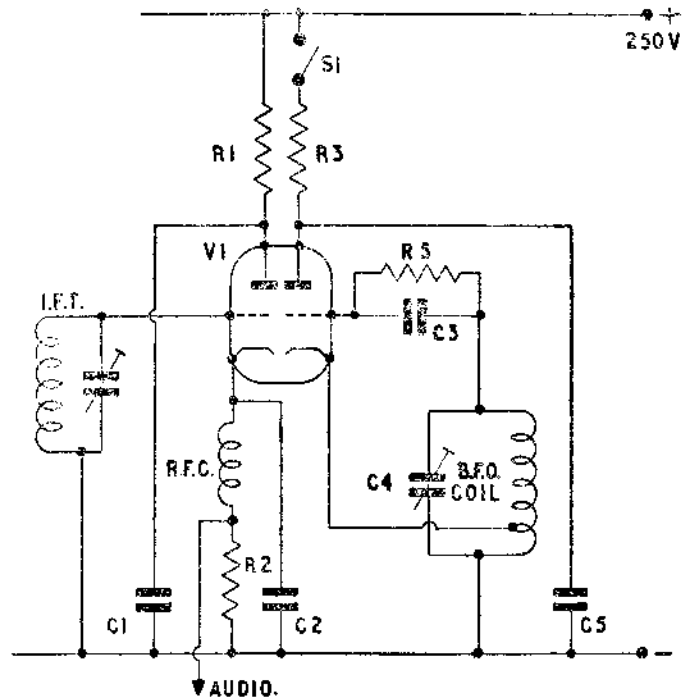 +
250V
S1
R1
R3
V1
R5
I.F.T.
C3
R.F.C.
C4
B.F.O.
COIL
R2
C1
C2
C5
-
AUDIO.